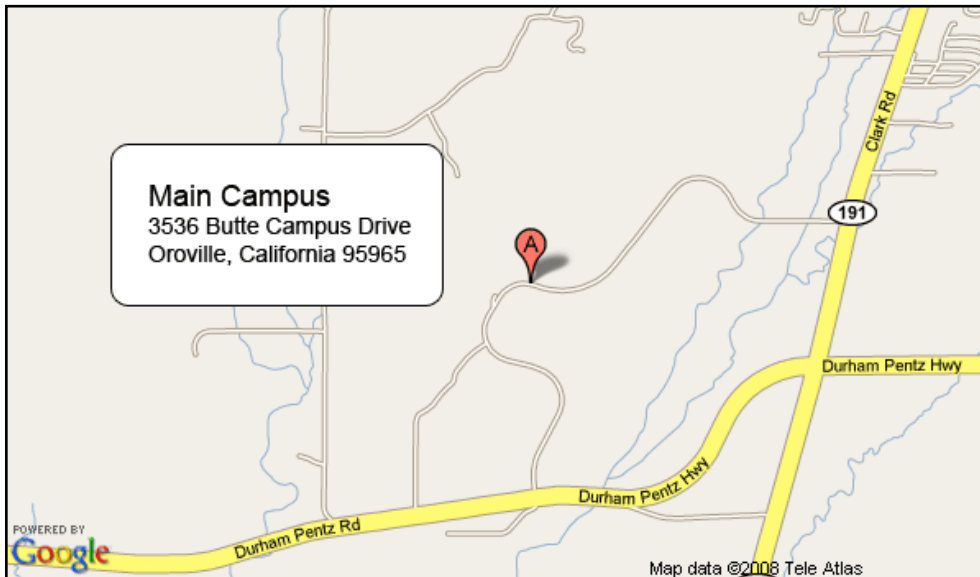 Clark Rd
Main Campus
3536 Butte Campus Drive
Oroville, California 95965
191
A
Durham Pentz Hwy
Durham Pentz Hwy
Durham Pentz Rd
POWERED BY
Google
Map data ©2008 Tele Atlas